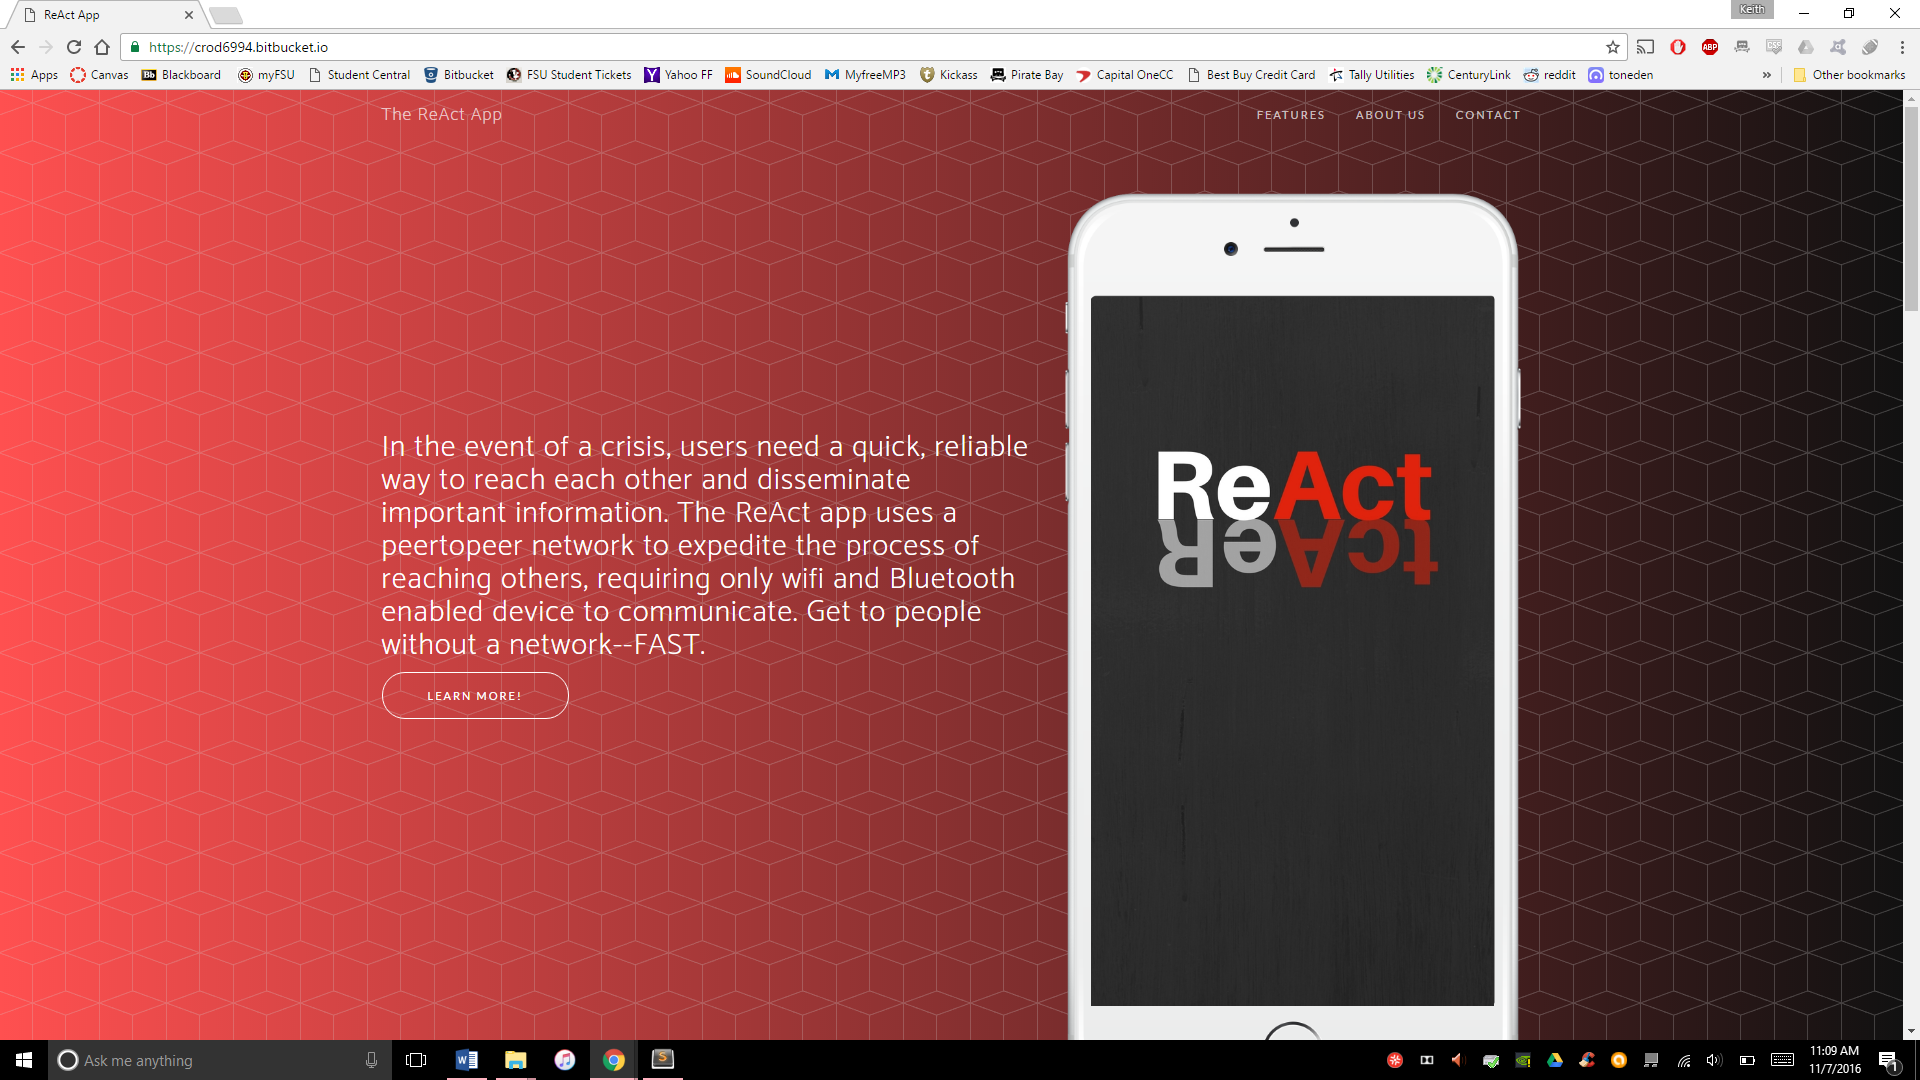 ReAct App
Keith
https://crod6994.bitbucket.io
ABP
CSS
Apps
Canvas
Bb Blackboard
myFSU
Student Central
Bitbucket
FSU Student Tickets
Yahoo FF
SoundCloud
MyfreeMP3
Kickass
Pirate Bay
Capital OneCC
Best Buy Credit Card
Tally Utilities
CenturyLink
reddit
toneden
»
Other bookmarks
The ReAct App
FEATURES
ABOUT US
CONTACT
In the event of a crisis, users need a quick, reliable
way to reach each other and disseminate
important information. The ReAct app uses a
peertopeer network to expedite the process of
reaching others, requiring only wifi and Bluetooth
enabled device to communicate. Get to people
without a network--FAST.
LEARN MORE!
ReAct
ReAct
Ask me anything
11:09 AM
11/7/2016
1